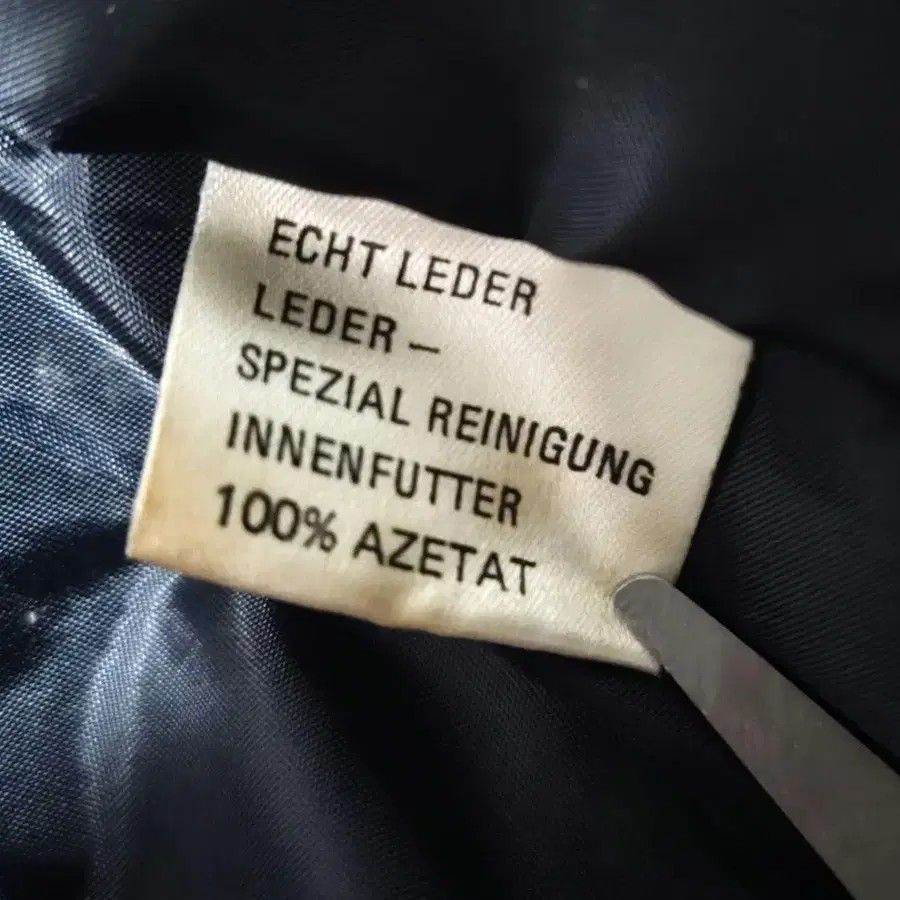 ECHT LEDER
LEDER –
SPEZIAL REINIGUNG
INNENFUTTER
100% AZETAT